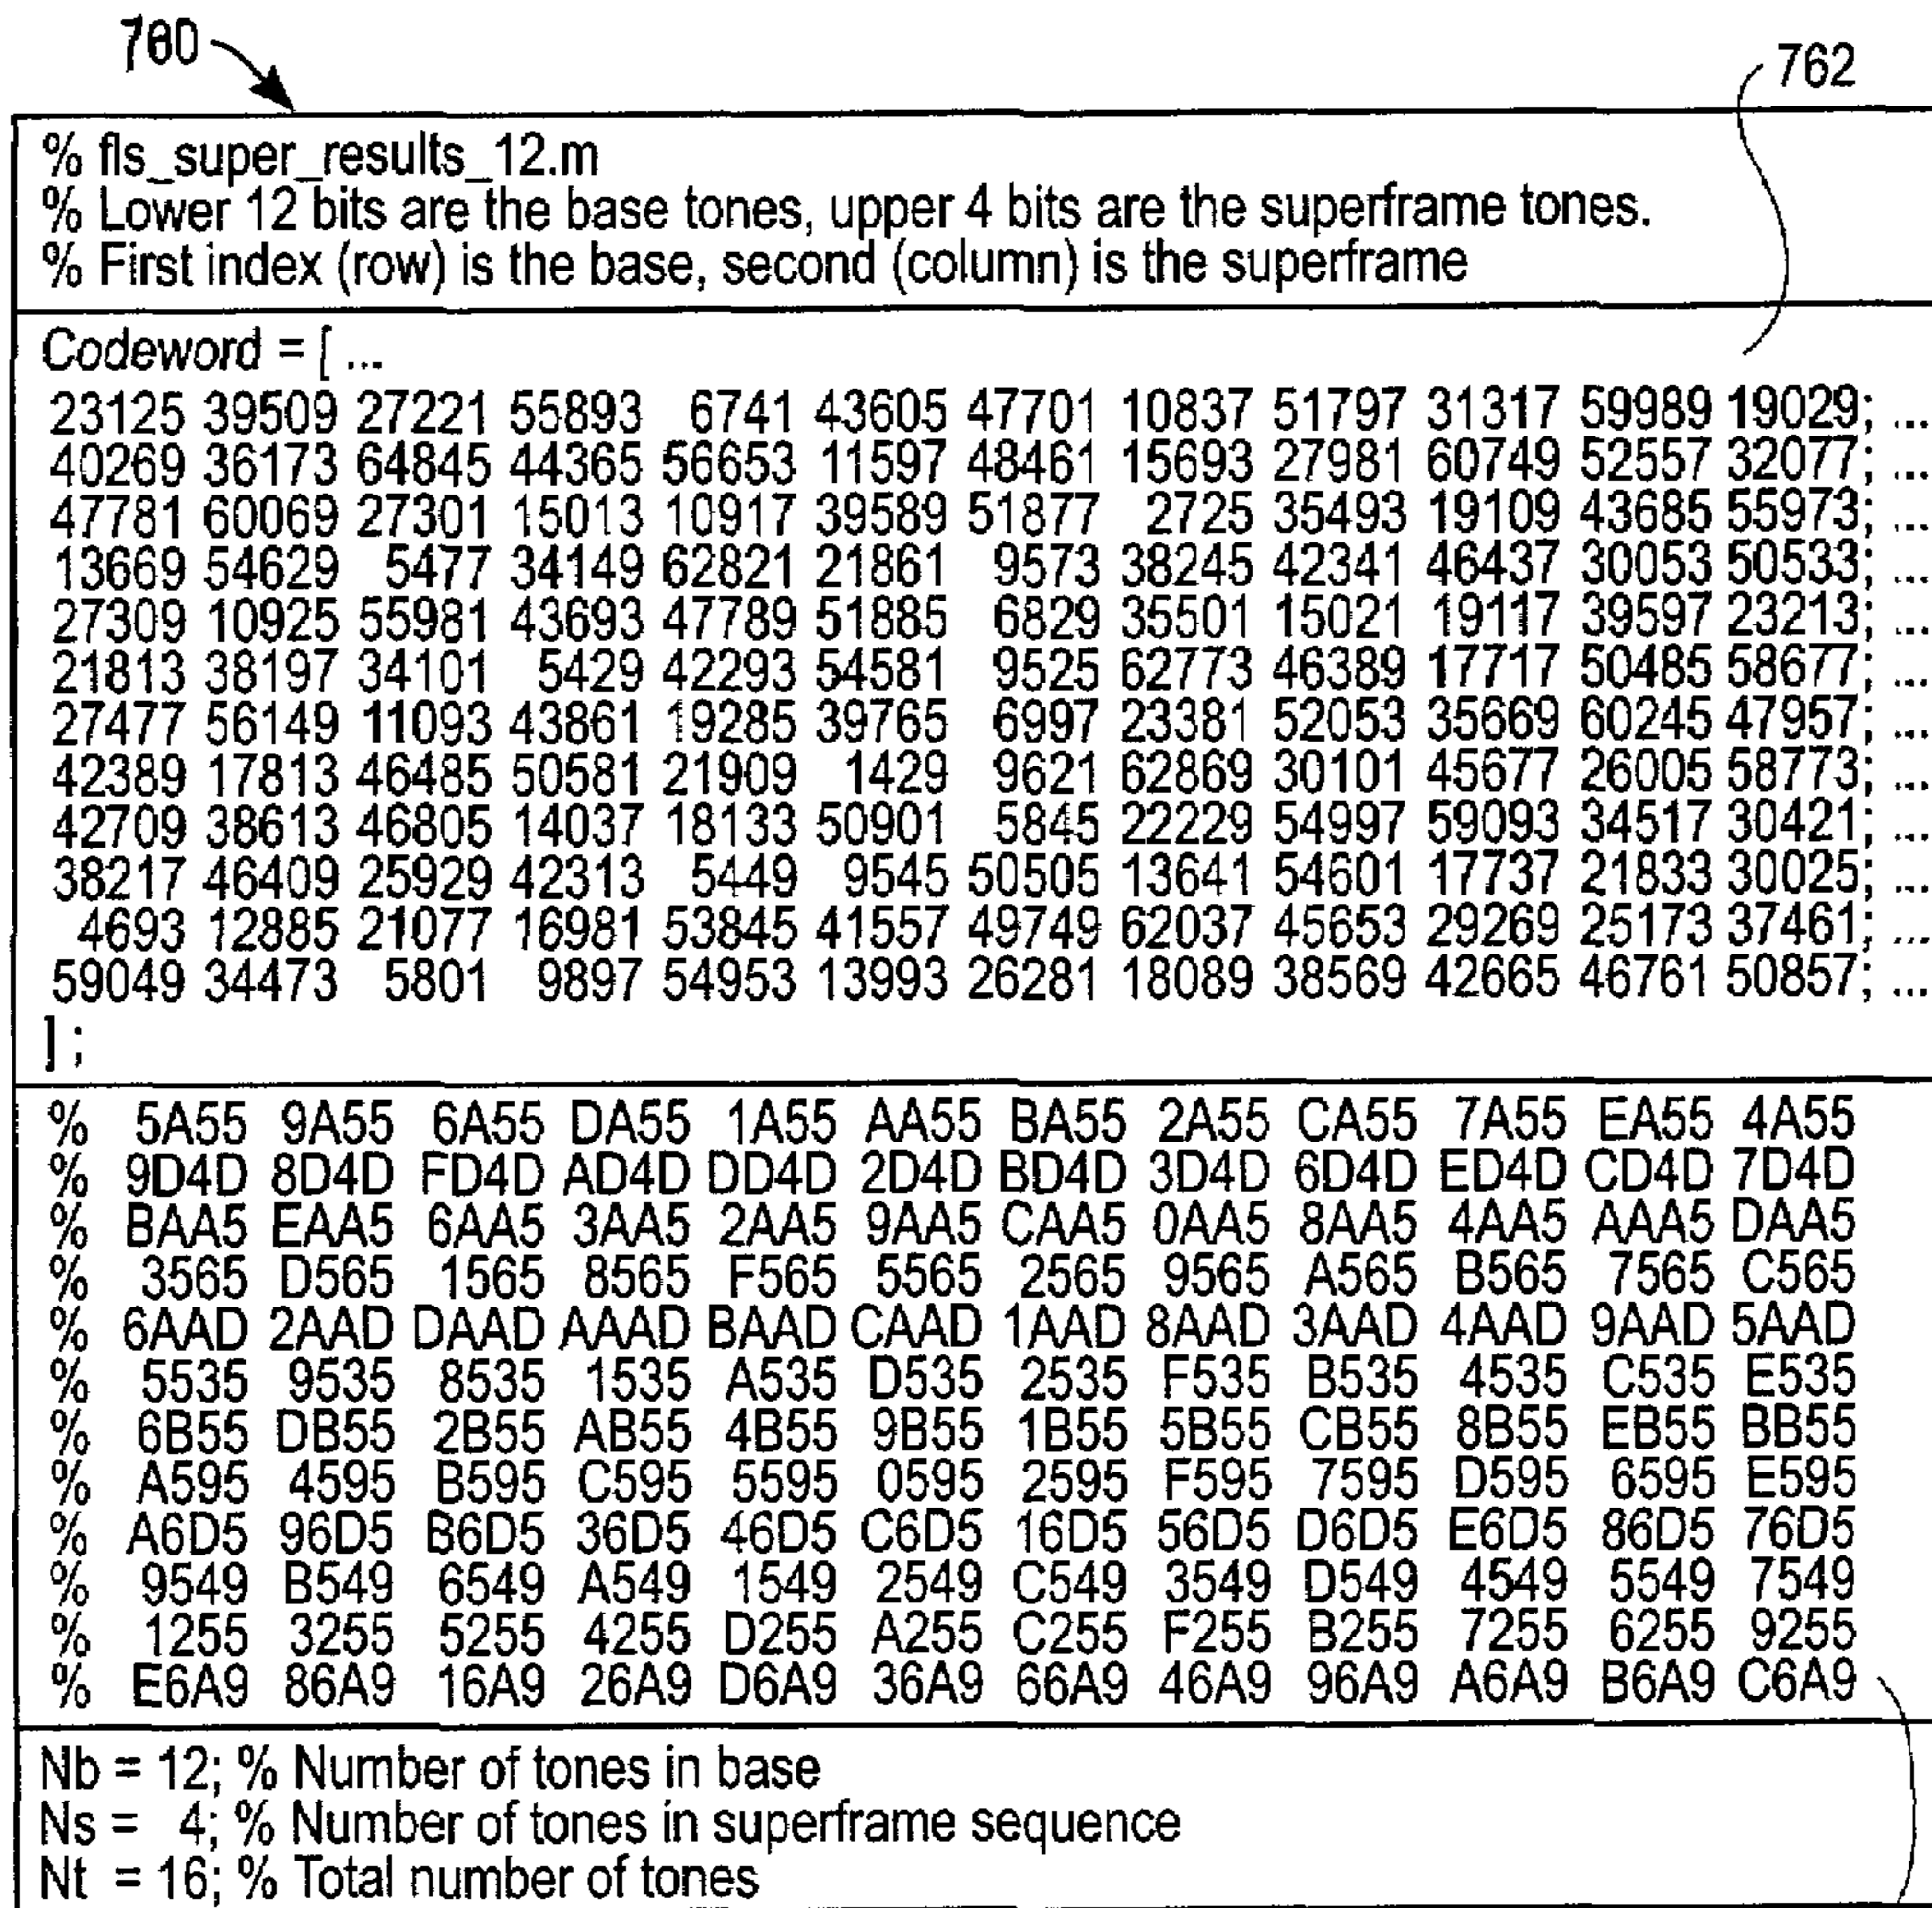 760
762
% fls_super_results_12.m
% Lower 12 bits are the base tones, upper 4 bits are the superframe tones.
% First index (row) is the base, second (column) is the superframe
Codeword = [ ...
23125 39509 27221 55893 6741 43605 47701 10837 51797 31317 59989 19029; ...
40269 36173 64845 44365 56653 11597 48461 15693 27981 60749 52557 32077; ...
47781 60069 27301 15013 10917 39589 51877 2725 35493 19109 43685 55973; ...
13669 54629 5477 34149 62821 21861 9573 38245 42341 46437 30053 50533; ...
27309 10925 55981 43693 47789 51885 6829 35501 15021 19117 39597 23213; ...
21813 38197 34101 5429 42293 54581 9525 62773 46389 17717 50485 58677; ...
27477 56149 11093 43861 19285 39765 6997 23381 52053 35669 60245 47957; ...
42389 17813 46485 50581 21909 1429 9621 62869 30101 45677 26005 58773; ...
42709 38613 46805 14037 18133 50901 5845 22229 54997 59093 34517 30421; ...
38217 46409 25929 42313 5449 9545 50505 13641 54601 17737 21833 30025; ...
4693 12885 21077 16981 53845 41557 49749 62037 45653 29269 25173 37461; ...
59049 34473 5801 9897 54953 13993 26281 18089 38569 42665 46761 50857; ...
] ;
% 5A55 9A55 6A55 DA55 1A55 AA55 BA55 2A55 CA55 7A55 EA55 4A55
% 9D4D 8D4D FD4D AD4D DD4D 2D4D BD4D 3D4D 6D4D ED4D CD4D 7D4D
% BAA5 EAA5 6AA5 3AA5 2AA5 9AA5 CAA5 0AA5 8AA5 4AA5 AAA5 DAA5
% 3565 D565 1565 8565 F565 5565 2565 9565 A565 B565 7565 C565
% 6AAD 2AAD DAAD AAAD BAAD CAAD 1AAD 8AAD 3AAD 4AAD 9AAD 5AAD
% 5535 9535 8535 1535 A535 D535 2535 F535 B535 4535 C535 E535
% 6B55 DB55 2B55 AB55 4B55 9B55 1B55 5B55 CB55 8B55 EB55 BB55
% A595 4595 B595 C595 5595 0595 2595 F595 7595 D595 6595 E595
% A6D5 96D5 B6D5 36D5 46D5 C6D5 16D5 56D5 D6D5 E6D5 86D5 76D5
% 9549 B549 6549 A549 1549 2549 C549 3549 D549 4549 5549 7549
% 1255 3255 5255 4255 D255 A255 C255 F255 B255 7255 6255 9255
% E6A9 86A9 16A9 26A9 D6A9 36A9 66A9 46A9 96A9 A6A9 B6A9 C6A9
Nb = 12; % Number of tones in base
Ns = 4; % Number of tones in superframe sequence
Nt = 16; % Total number of tones